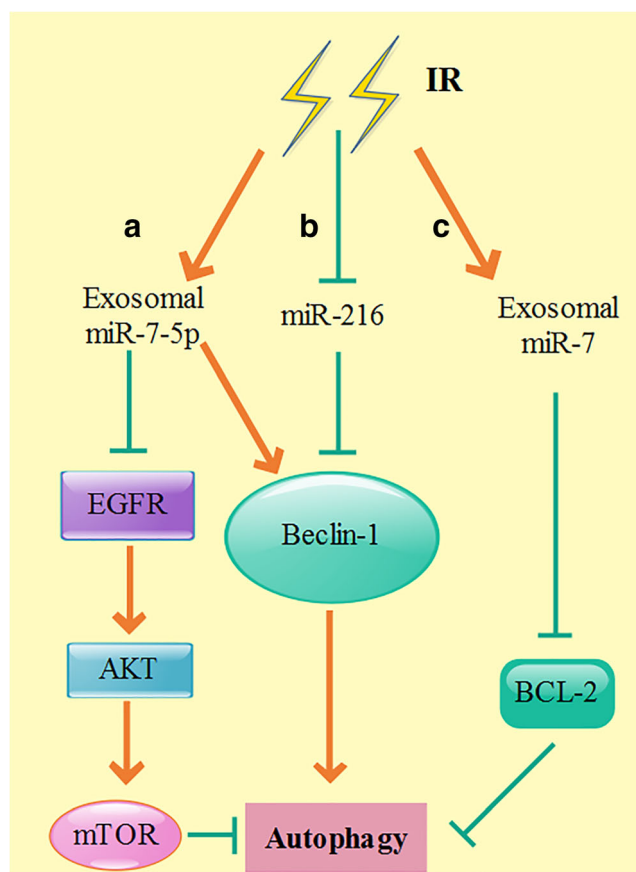 IR
a
b
c
Exosomal
miR-7-5p
miR-216
Exosomal
miR-7
EGFR
Beclin-1
AKT
BCL-2
mTOR
Autophagy